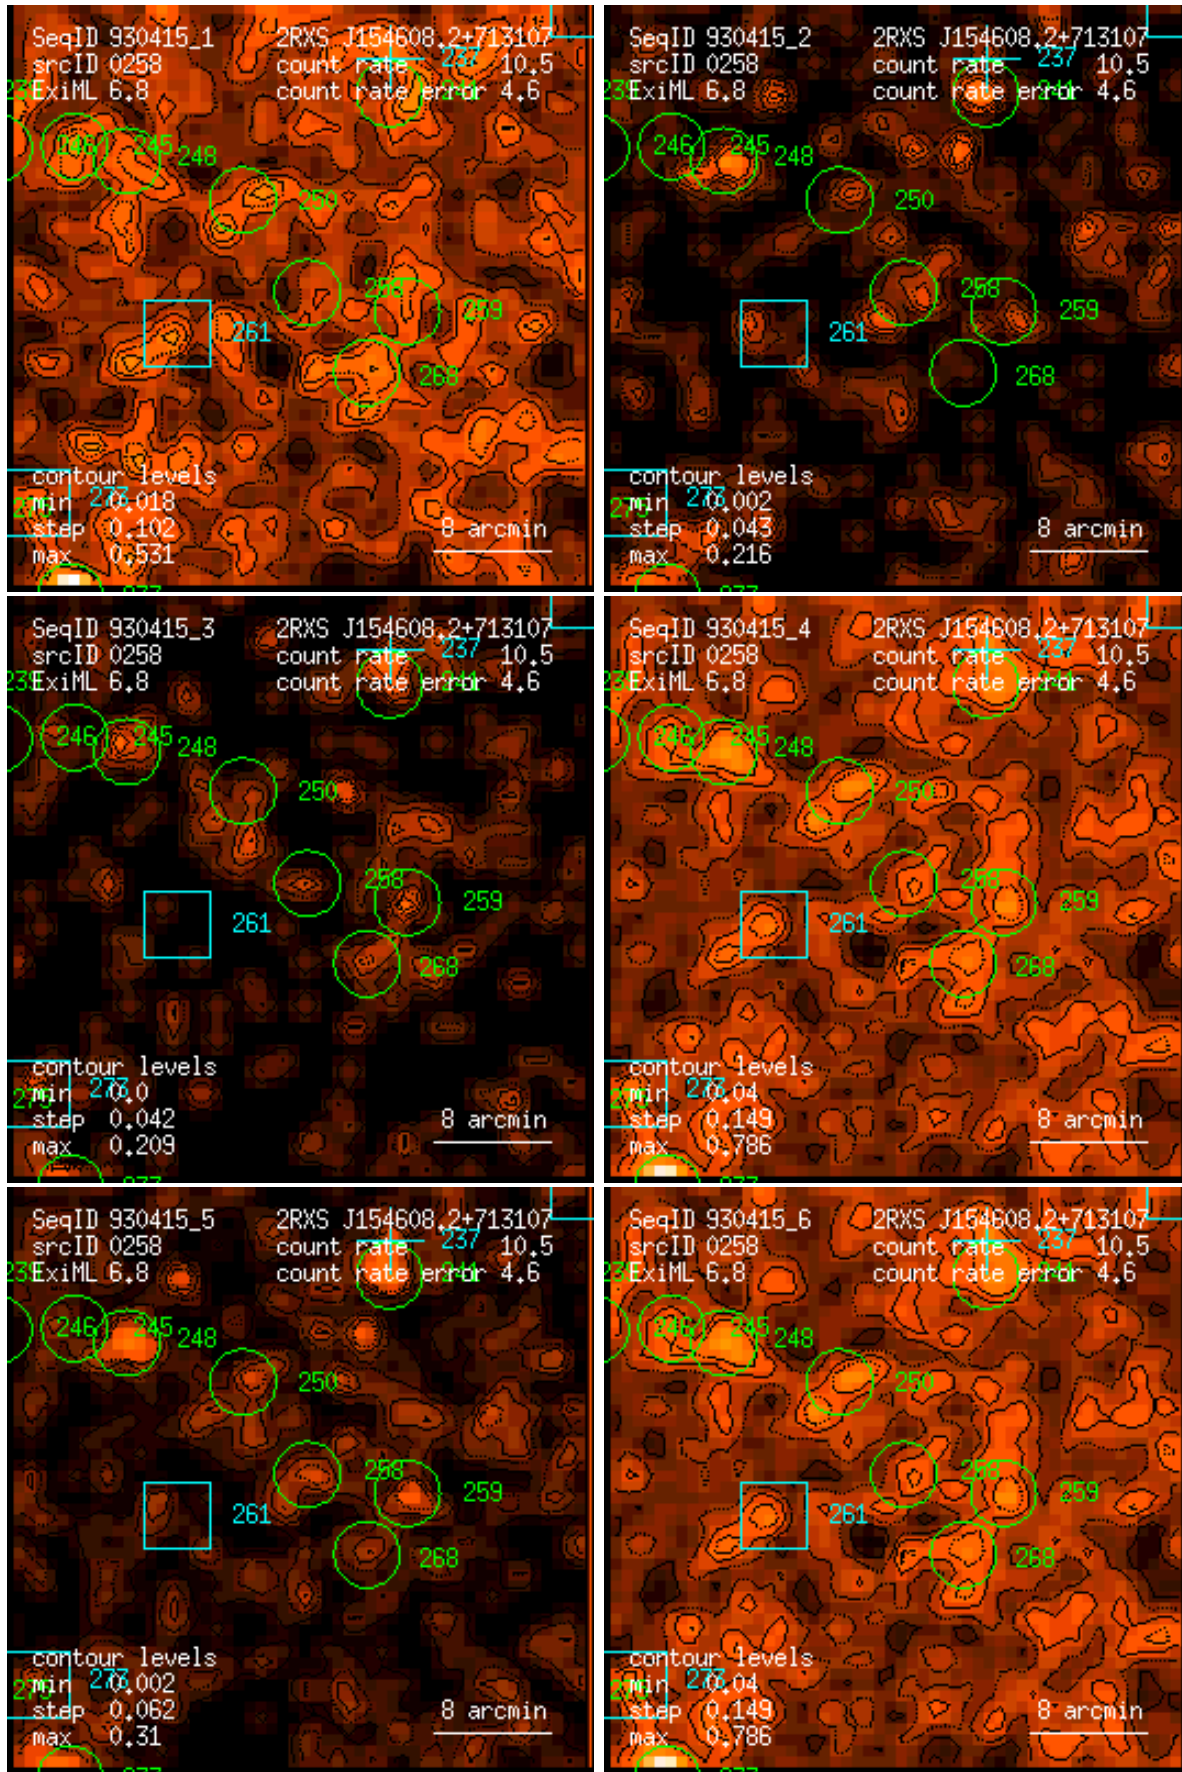 SeqID 930415_1 2RXS J154608.2+713107
srcID 0258 count rate 237 10.5
ExiML 6.8 count rate error 4.6
246 245 248
250
258
259
261
268
contour levels
min 0.018
step 0.102
max 0.531
273
8 arcmin
SeqID 930415_2 2RXS J154608.2+713107
srcID 0258 count rate 237 10.5
ExiML 6.8 count rate error 4.6
246 245 248
250
258
259
261
268
contour levels
min 0.002
step 0.043
max 0.216
273
8 arcmin
SeqID 930415_3 2RXS J154608.2+713107
srcID 0258 count rate 237 10.5
ExiML 6.8 count rate error 4.6
246 245 248
250
258
259
261
268
contour levels
min 0.0
step 0.042
max 0.209
273
8 arcmin
SeqID 930415_4 2RXS J154608.2+713107
srcID 0258 count rate 237 10.5
ExiML 6.8 count rate error 4.6
246 245 248
250
258
259
261
268
contour levels
min 0.04
step 0.149
max 0.786
273
8 arcmin
SeqID 930415_5 2RXS J154608.2+713107
srcID 0258 count rate 237 10.5
ExiML 6.8 count rate error 4.6
246 245 248
250
258
259
261
268
contour levels
min 0.002
step 0.062
max 0.31
273
8 arcmin
SeqID 930415_6 2RXS J154608.2+713107
srcID 0258 count rate 237 10.5
ExiML 6.8 count rate error 4.6
246 245 248
250
258
259
261
268
contour levels
min 0.04
step 0.149
max 0.786
273
8 arcmin